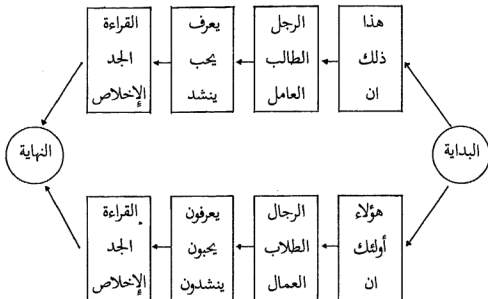 البداية
هذا
ذلك
ان
الرجل
الطالب
العامل
يعرف
يحب
ينشد
القراءة
الجد
الإخلاص
هؤلاء
أولئك
ان
الرجال
الطلاب
العمال
يعرفون
يحبون
ينشدون
القراءة
الجد
الإخلاص
النهاية